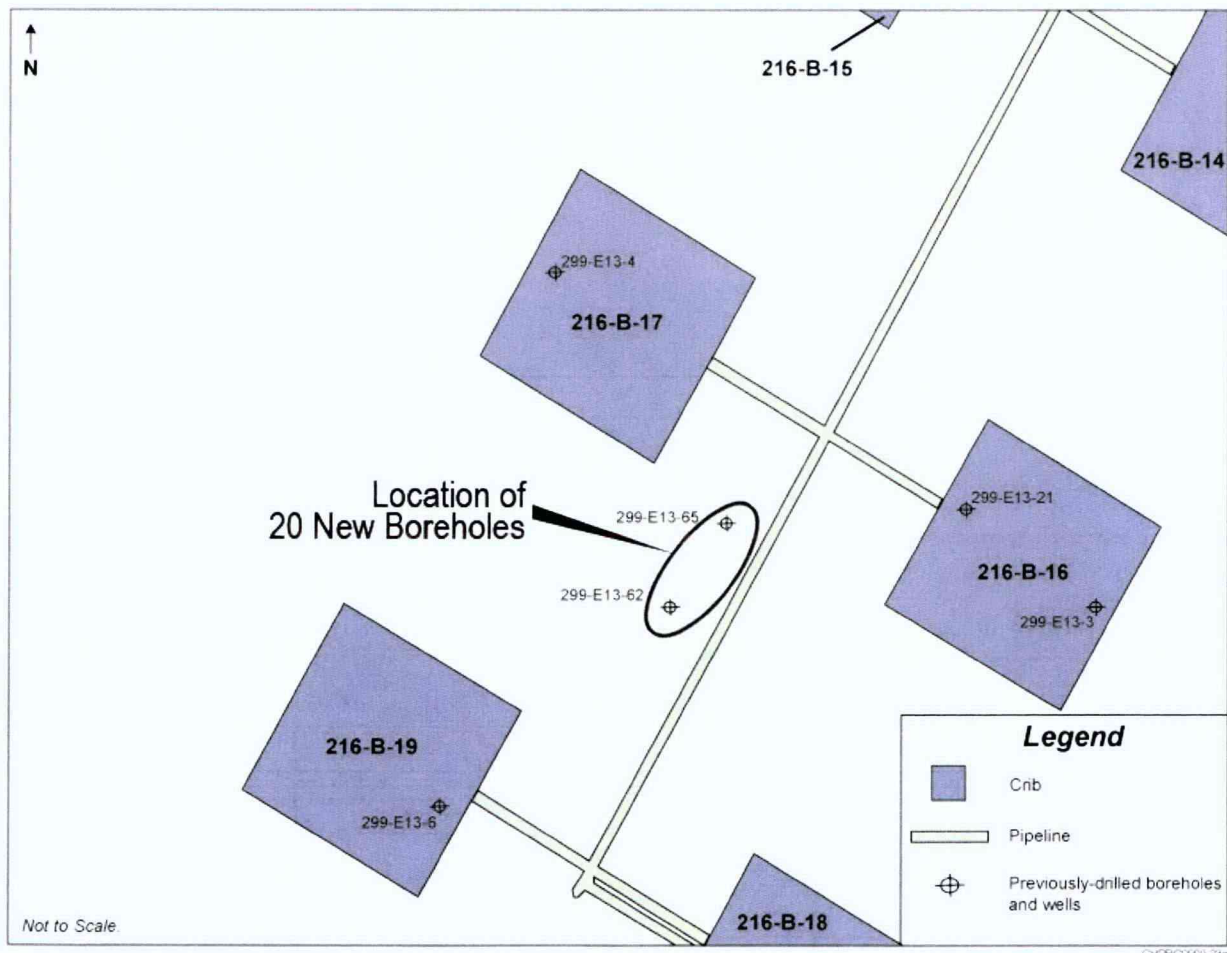 N
216-B-15
216-B-14
299-E13-4
216-B-17
Location of
20 New Boreholes
299-E13-65
299-E13-21
216-B-16
299-E13-62
299-E13-3
216-B-19
299-E13-6
216-B-18
Legend
Crib
Pipeline
Previously-drilled boreholes
and wells
Not to Scale